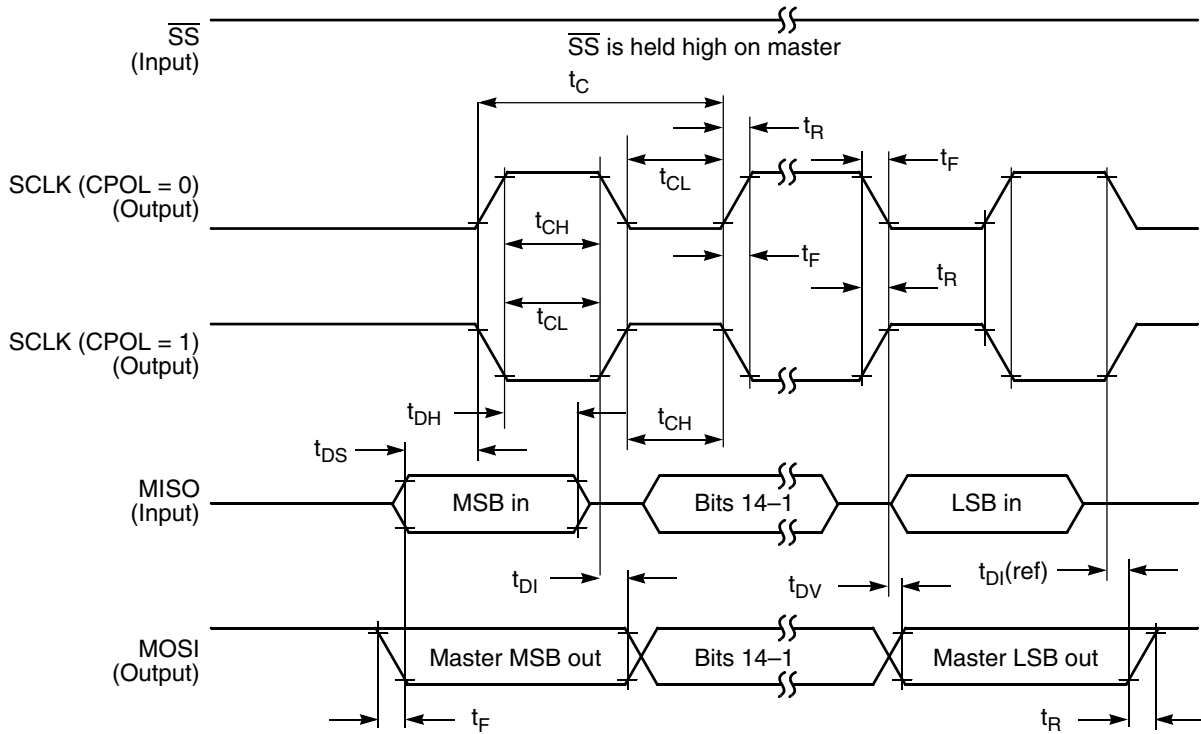 SS
(Input)
SS is held high on master
tC
tR
tF
SCLK (CPOL = 0)
(Output)
tCL
tCH
tF
tR
tCL
SCLK (CPOL = 1)
(Output)
tDH
tCH
tDS
MISO
(Input)
MSB in
Bits 14–1
LSB in
tDI
tDV
tDI(ref)
MOSI
(Output)
Master MSB out
Bits 14–1
Master LSB out
tF
tR